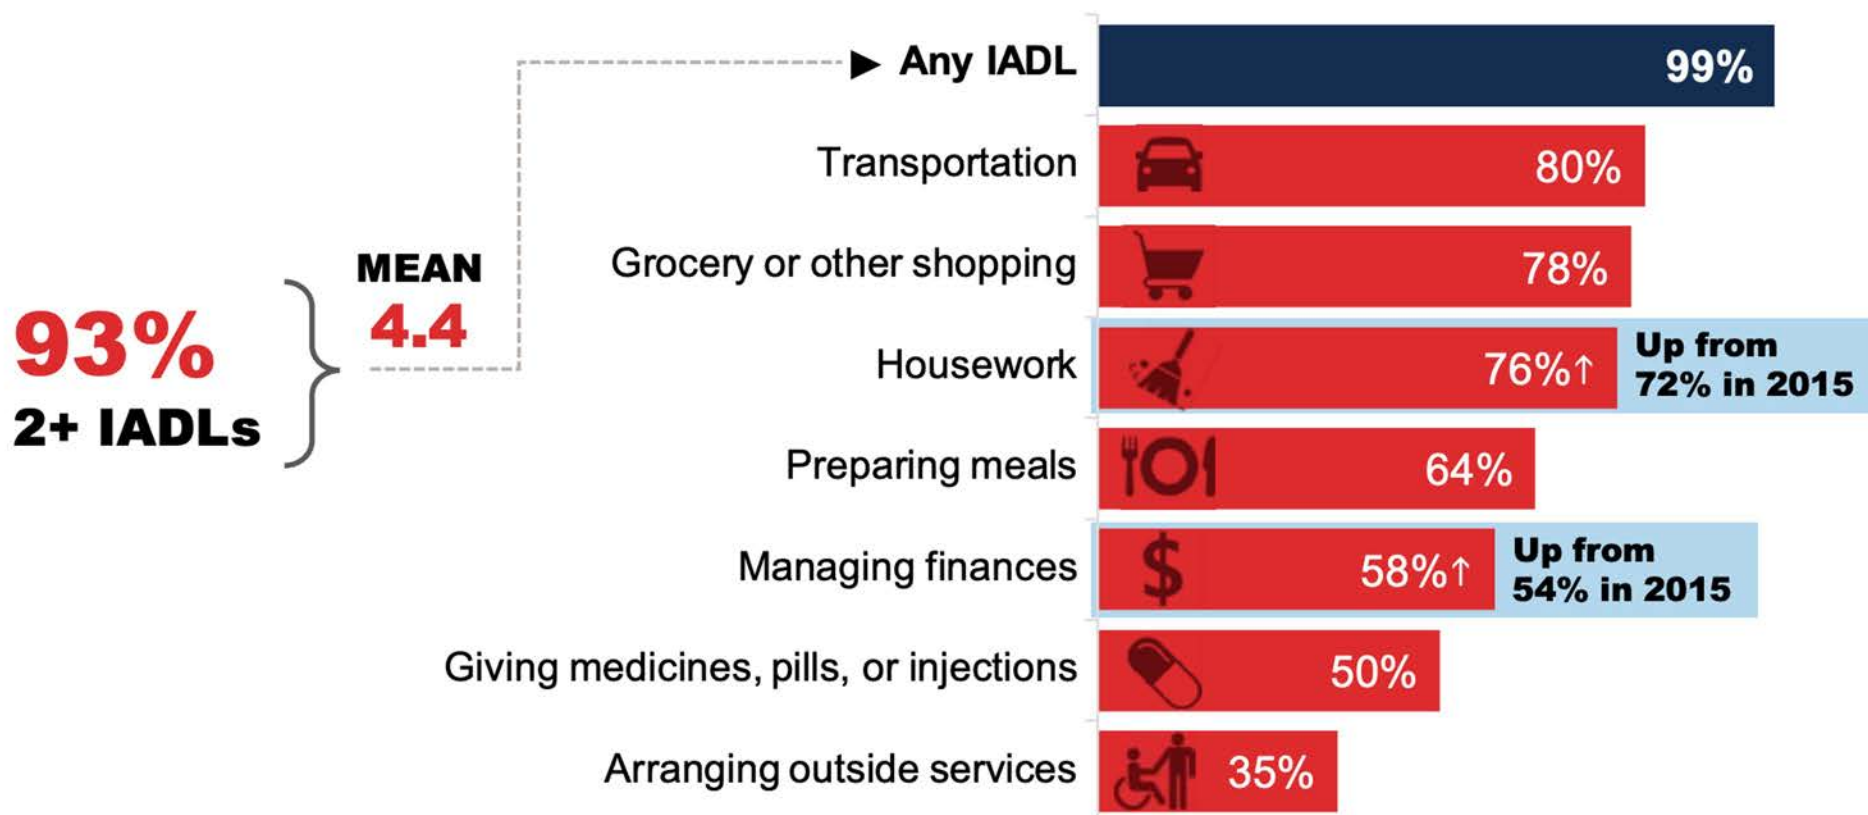 Any IADL
99%
Transportation
80%
Grocery or other shopping
78%
Housework
76%↑
Up from
72% in 2015
Preparing meals
64%
Managing finances
58%↑
Up from
54% in 2015
Giving medicines, pills, or injections
50%
Arranging outside services
35%
MEAN
4.4
93%
2+ IADLs
$